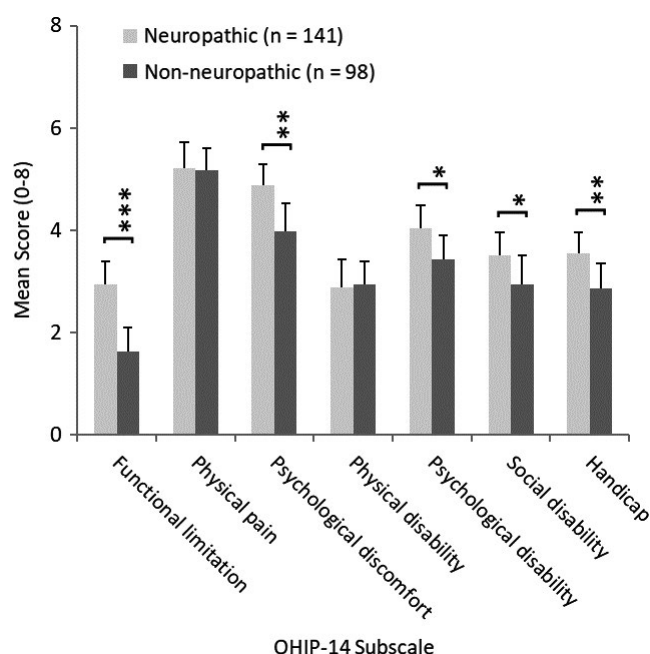 8
Neuropathic (n = 141)
Non-neuropathic (n = 98)
**
6
*
*
**
***
4
2
0
Mean Score (0-8)
Functional limitation
Physical pain
Psychological discomfort
Physical disability
Psychological disability
Social disability
Handicap
OHIP-14 Subscale